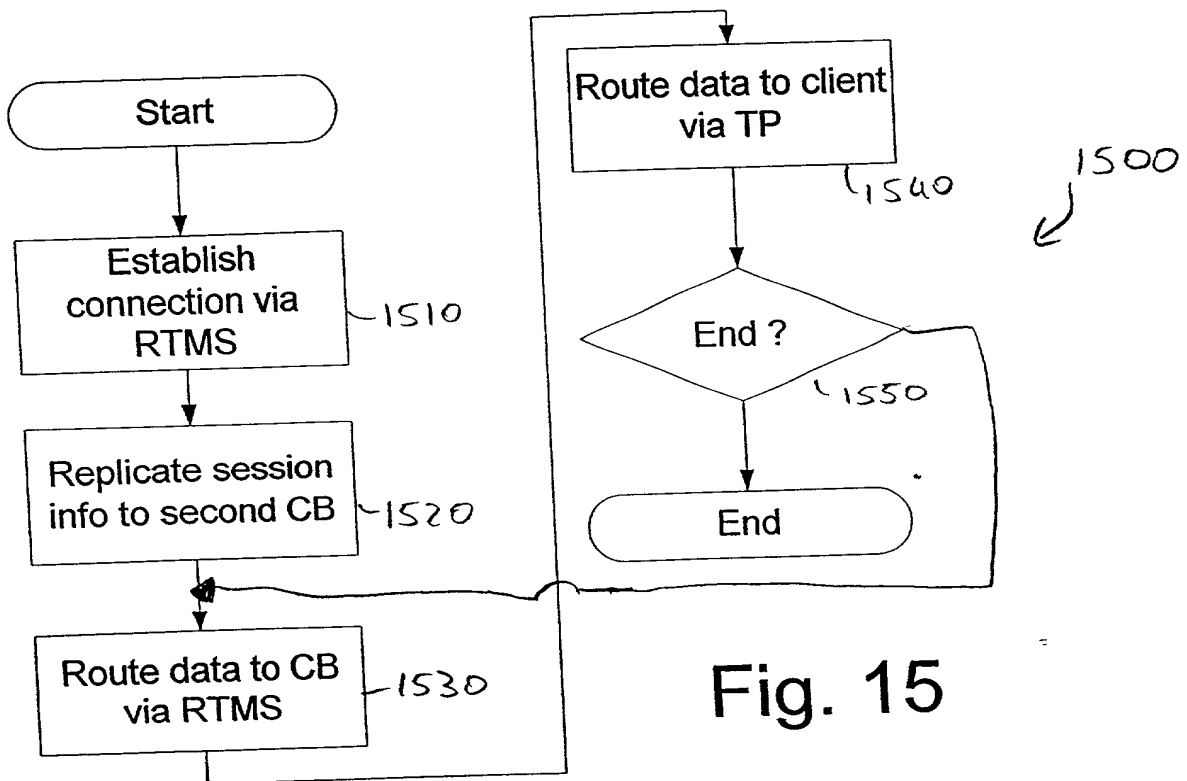 Start
Establish
connection via
RTMS
1510
Replicate session
info to second CB
1520
Route data to CB
via RTMS
1530
Route data to client
via TP
1540
End ?
1550
End
1500
Fig. 15